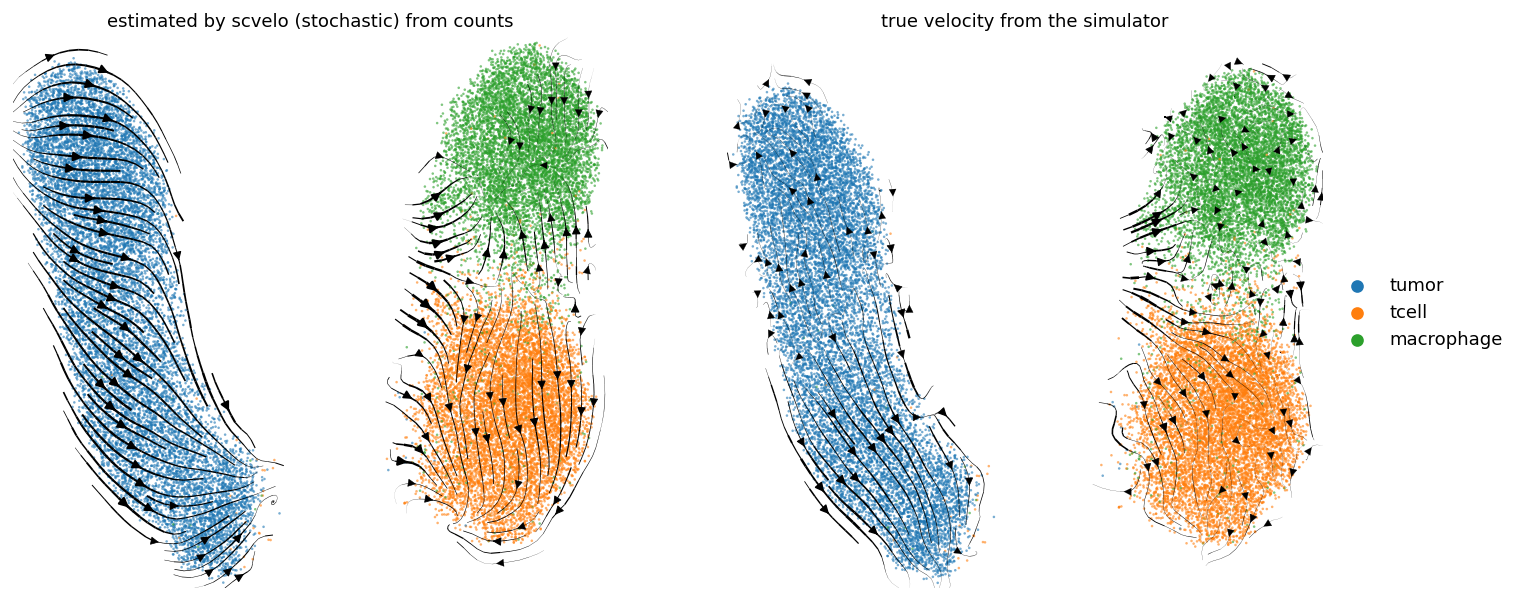 estimated by scvelo (stochastic) from counts
true velocity from the simulator
tumor
tcell
macrophage